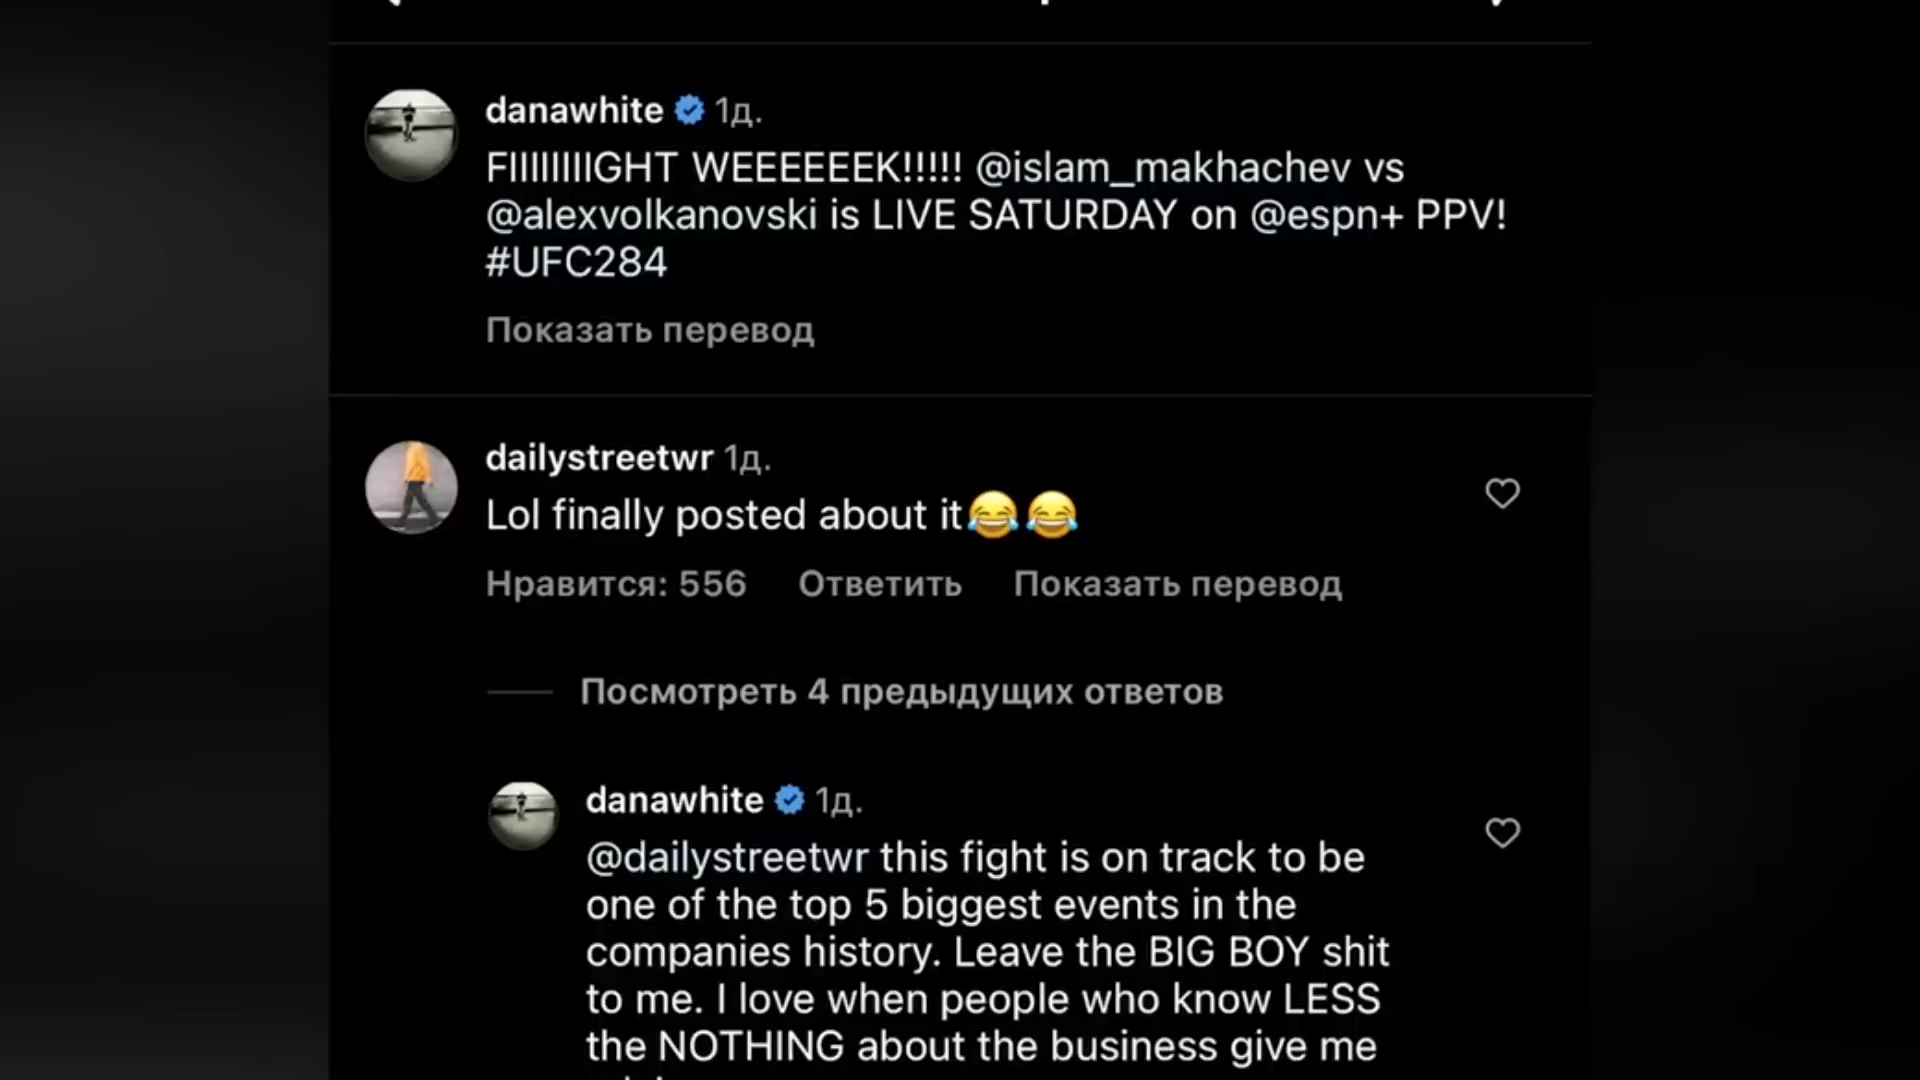 danawhite 1д.
FIIIIIIIIGHT WEEEEEEK!!!!! @islam_makhachev vs
@alexvolkanovski is LIVE SATURDAY on @espn+ PPV!
#UFC284
Показать перевод
dailystreetwr 1д.
Lol finally posted about it😂😂
Нравится: 556 Ответить Показать перевод
Посмотреть 4 предыдущих ответов
danawhite 1д.
@dailystreetwr this fight is on track to be
one of the top 5 biggest events in the
companies history. Leave the BIG BOY shit
to me. I love when people who know LESS
the NOTHING about the business give me